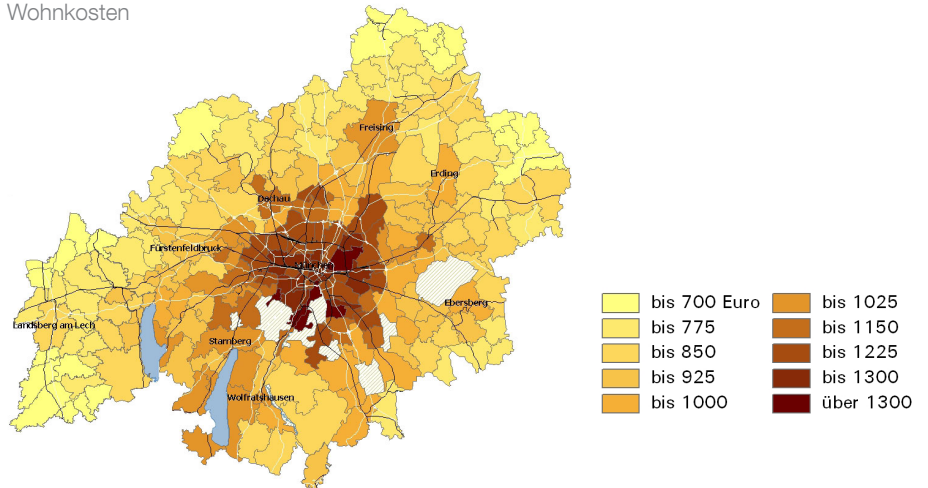 Wohnkosten
Freising
Erding
Dachau
Fürstenfeldbruck
München
Ebersberg
Landsberg am Lech
Starnberg
Wolfratshausen
bis 700 Euro
bis 775
bis 850
bis 925
bis 1000
bis 1025
bis 1150
bis 1225
bis 1300
über 1300